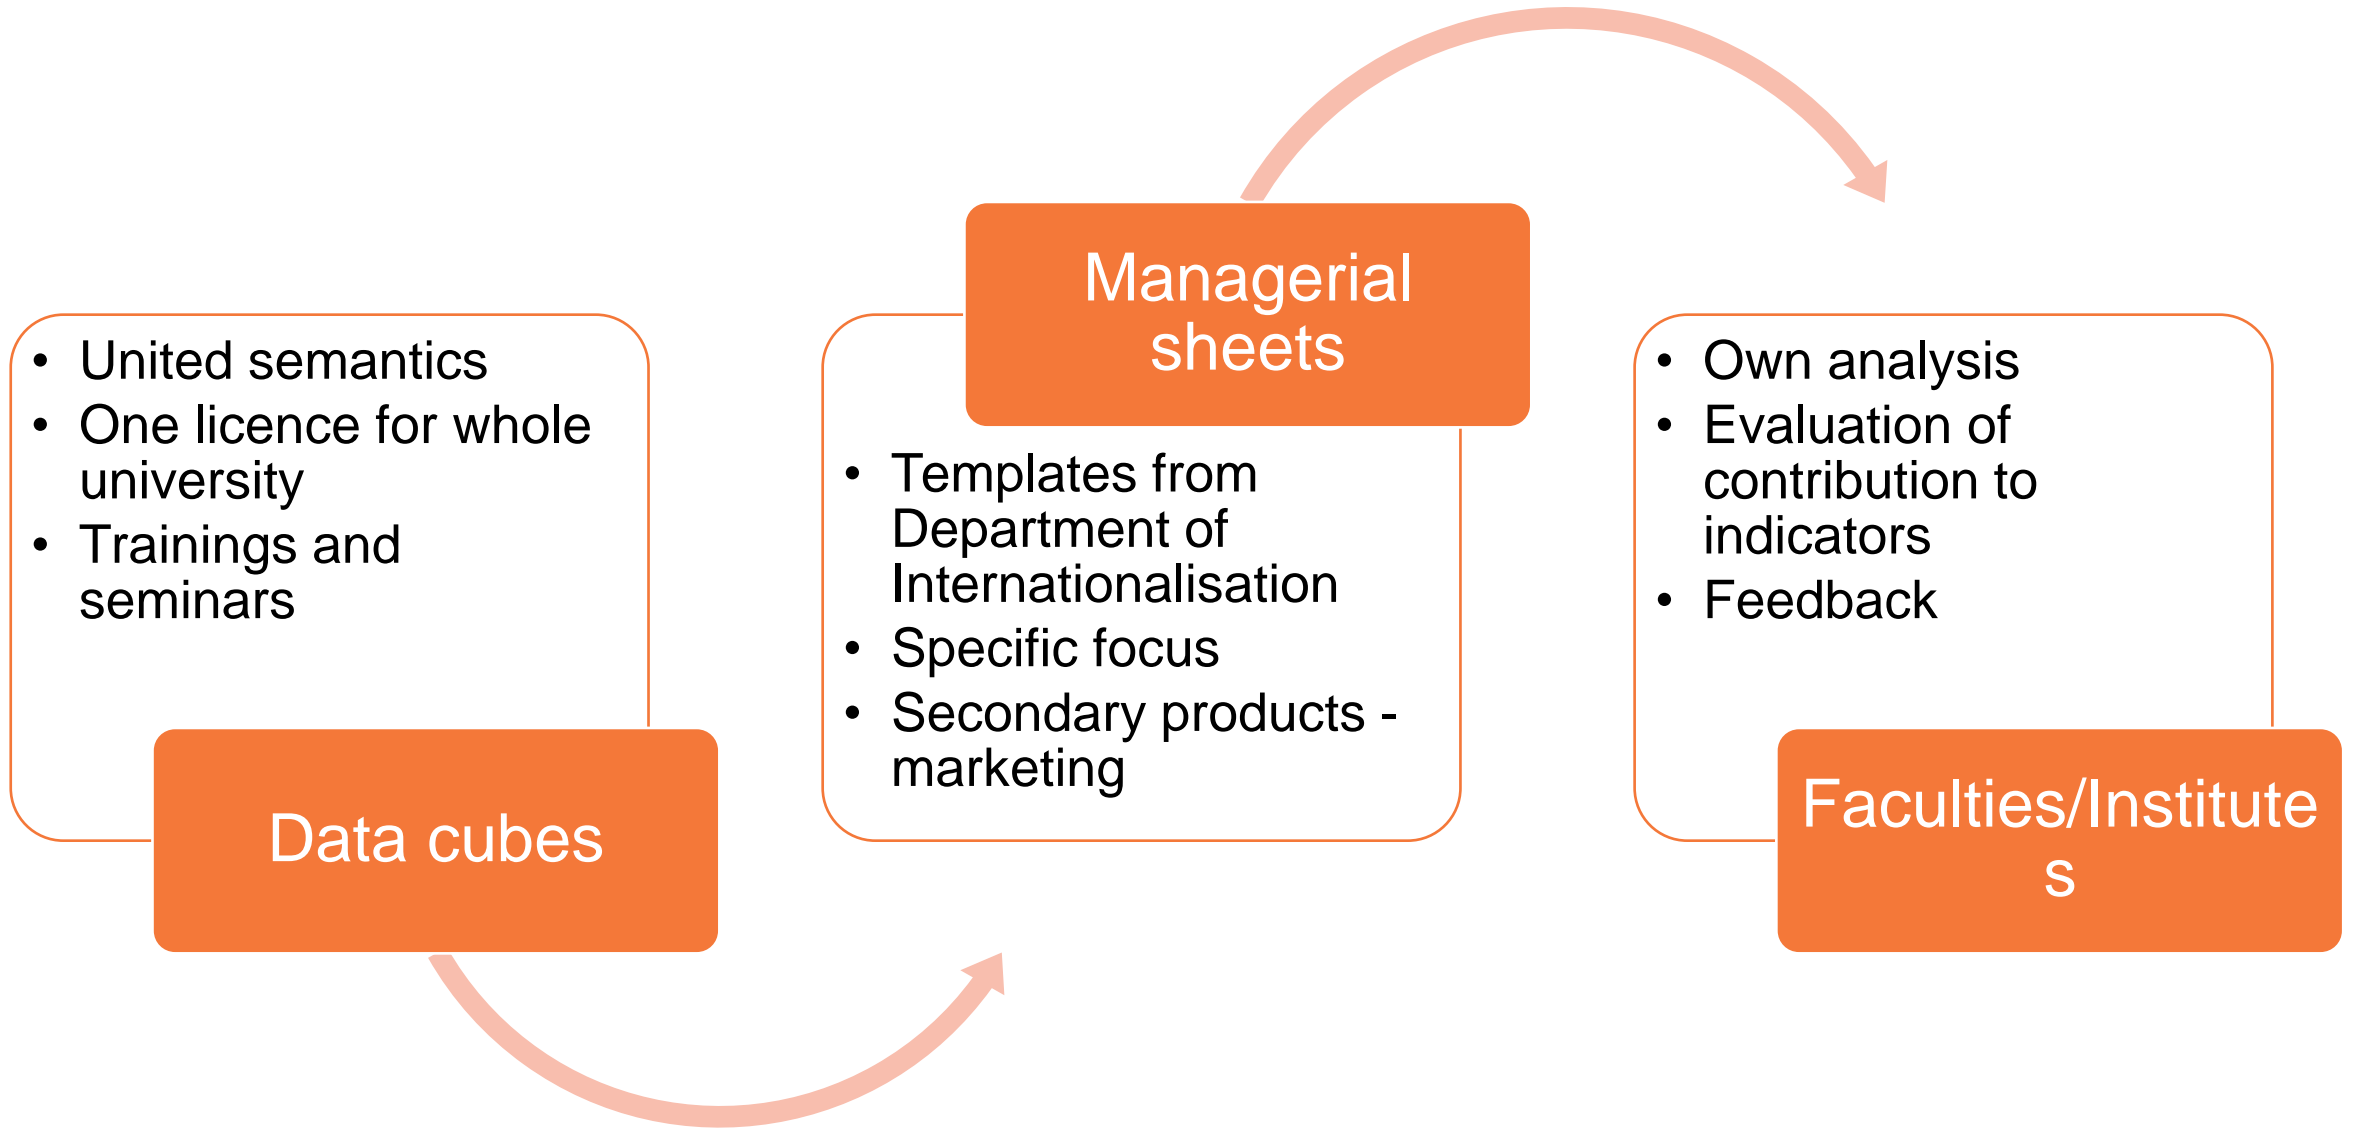 • United semantics
• One licence for whole
university
• Trainings and
seminars
Data cubes
Managerial
sheets
• Templates from
Department of
Internationalisation
• Specific focus
• Secondary products -
marketing
• Own analysis
• Evaluation of
contribution to
indicators
• Feedback
Faculties/Institute
s